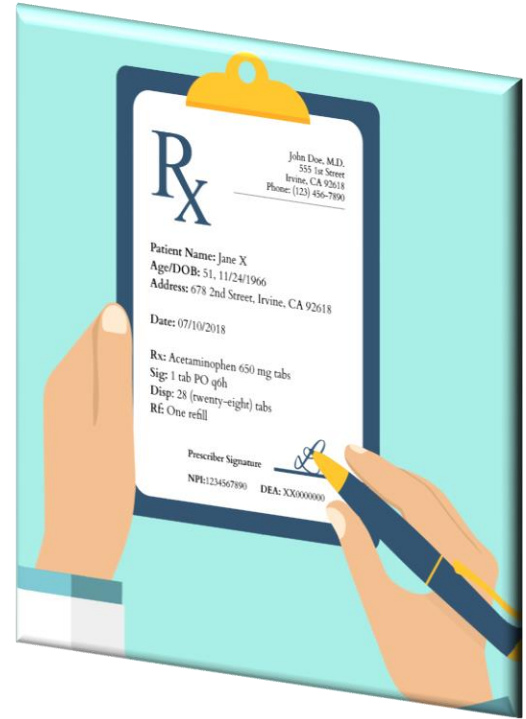 Rx
John Doe, M.D.
555 1st Street
Irvine, CA 92618
Phone: (123) 456-7890
Patient Name: Jane X
Age/DOB: 51, 11/24/1966
Address: 678 2nd Street, Irvine, CA 92618
Date: 07/10/2018
Rx: Acetaminophen 650 mg tabs
Sig: 1 tab PO q6h
Disp: 28 (twenty-eight) tabs
Rf: One refill
Prescriber Signature
NPI:1234567890 DEA: XX0000000